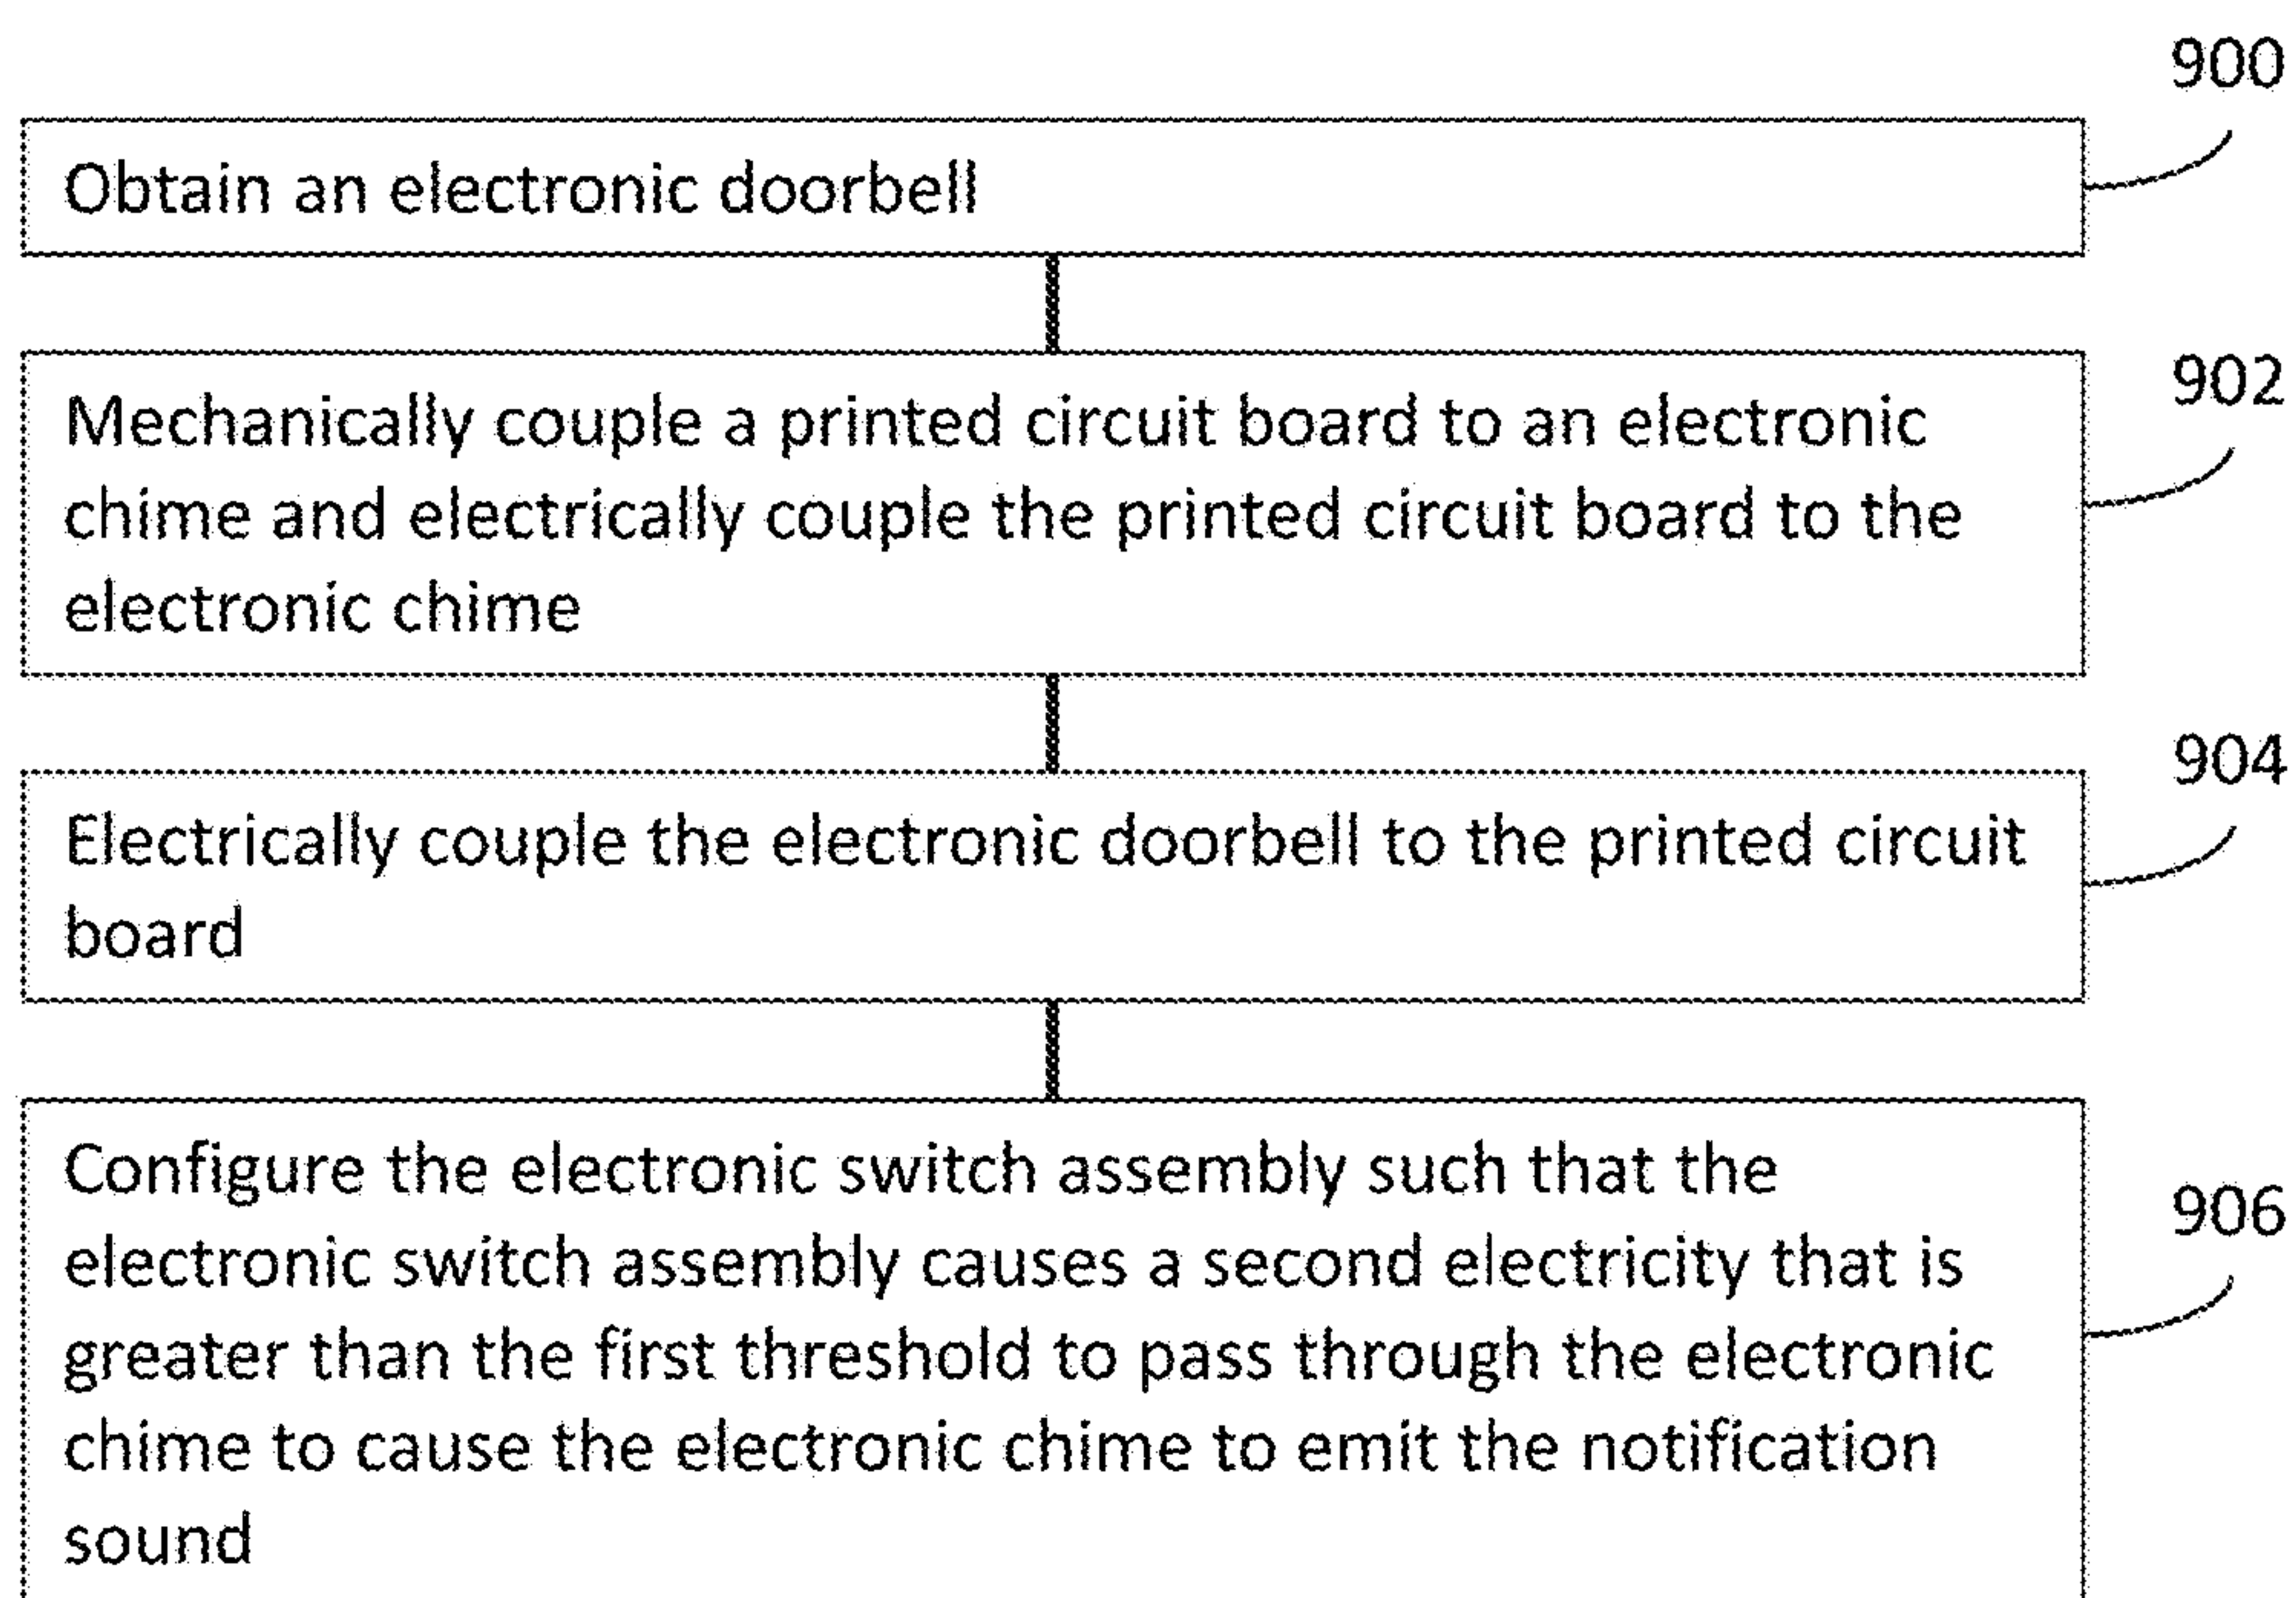 900
Obtain an electronic doorbell
902
Mechanically couple a printed circuit board to an electronic
chime and electrically couple the printed circuit board to the
electronic chime
904
Electrically couple the electronic doorbell to the printed circuit
board
Configure the electronic switch assembly such that the
906
electronic switch assembly causes a second electricity that is
greater than the first threshold to pass through the electronic
chime to cause the electronic chime to emit the notification
sound